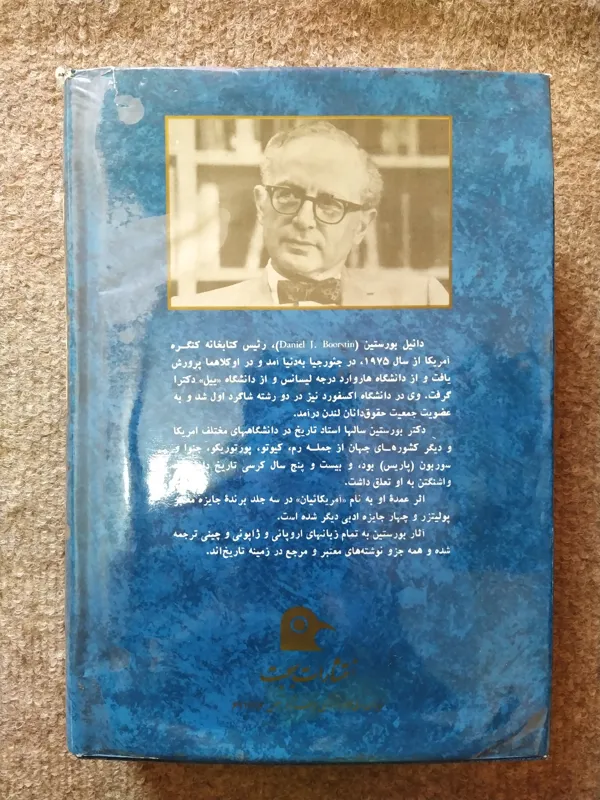 دانیل بورستین (Daniel J. Boorstin)، رئیس کتابخانه کنگره
امریکا از سال ۱۹۷۵، در جنورجیا به‌دنیا آمد و در اوکلاهما پرورش
یافت و از دانشگاه هاروارد درجه لیسانس و از دانشگاه «ییل» دکترا
گرفت. وی در دانشگاه اکسفورد نیز در دو رشته شاگرد اول شد و به
عضویت جمعیت حقوق‌دانان لندن درآمد.
دکتر بورستین سالها استاد تاریخ در دانشگاههای مختلف امریکا
و دیگر کشورهای جهان از جمله رم، کیوتو، پورتوریکو، جنوا و
سوربون (پاریس) بود، و بیست و پنج سال کرسی تاریخ
واشنگتن به او تعلق داشت.
اثر عمدهٔ او به نام «امریکائیان» در سه جلد برندهٔ جایزه
پولیتزر و چهار جایزه ادبی دیگر شده است.
آثار بورستین به تمام زبانهای اروپائی و ژاپونی و چینی ترجمه
شده و همه جزو نوشته‌های معتبر و مرجع در زمینه تاریخ‌اند.